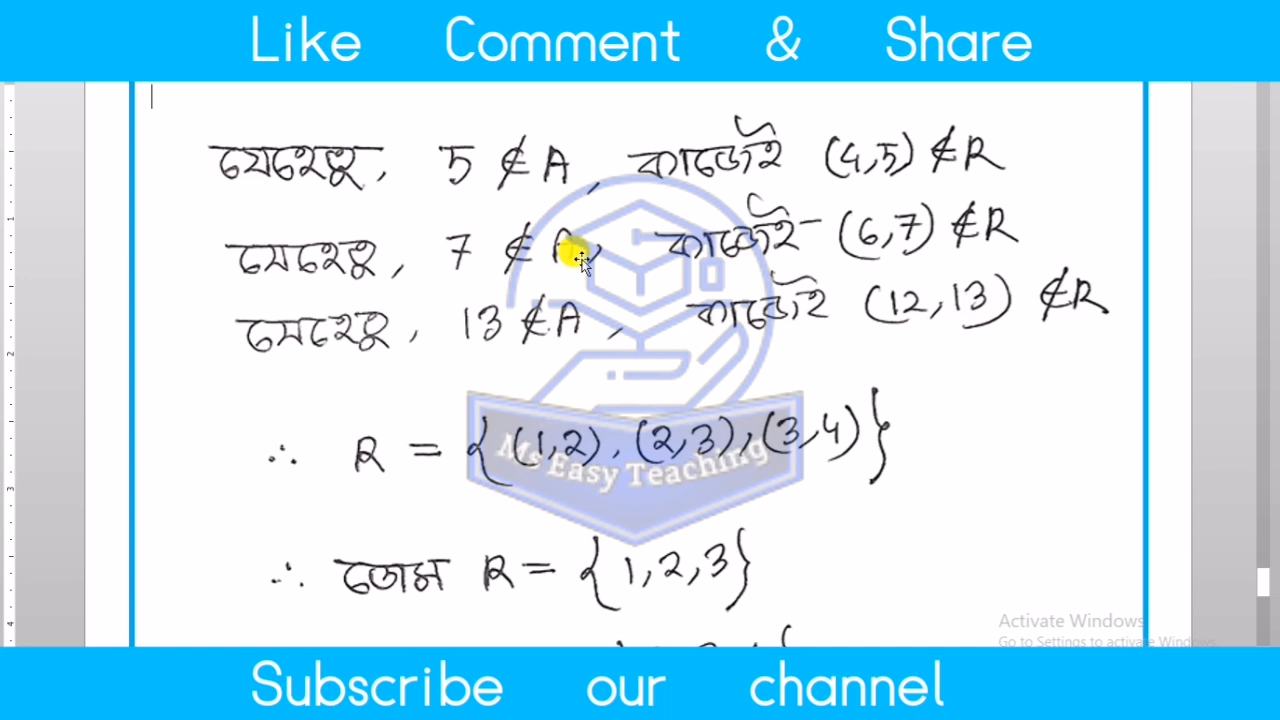 Like Comment & Share
যেহেতু, 5 ∉ A, কাজেই (4,5) ∉ R
যেহেতু, 7 ∉ A, কাজেই (6,7) ∉ R
যেহেতু, 13 ∉ A, কাজেই (12,13) ∉ R
∴ R = {(1,2), (2,3), (3,4)}
Ms Easy Teaching
∴ ডোম R = {1,2,3}
Activate Windows
Go to Settings to activate Windows.
Subscribe our channel